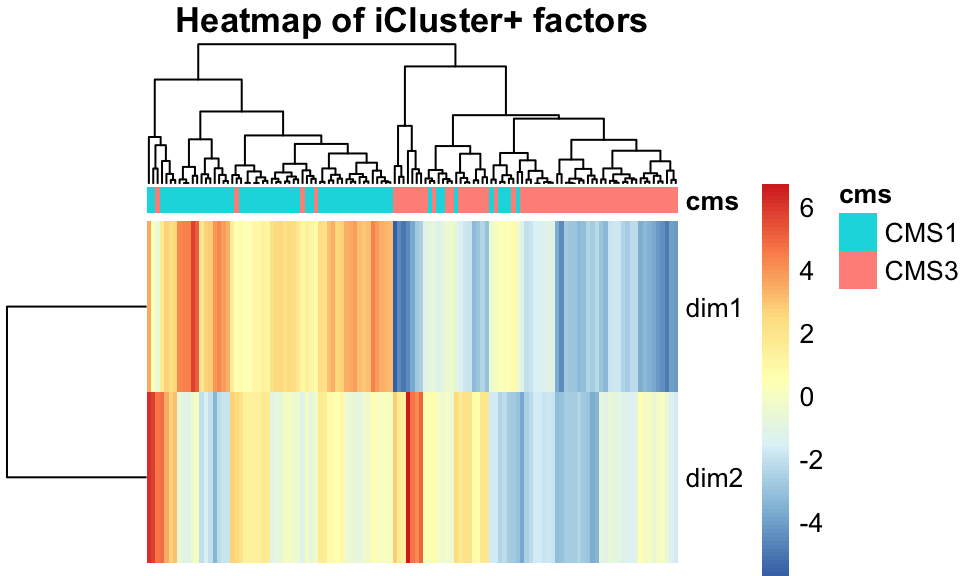 Heatmap of iCluster+ factors
cms
dim1
dim2
6
4
2
0
-2
-4
cms
CMS1
CMS3